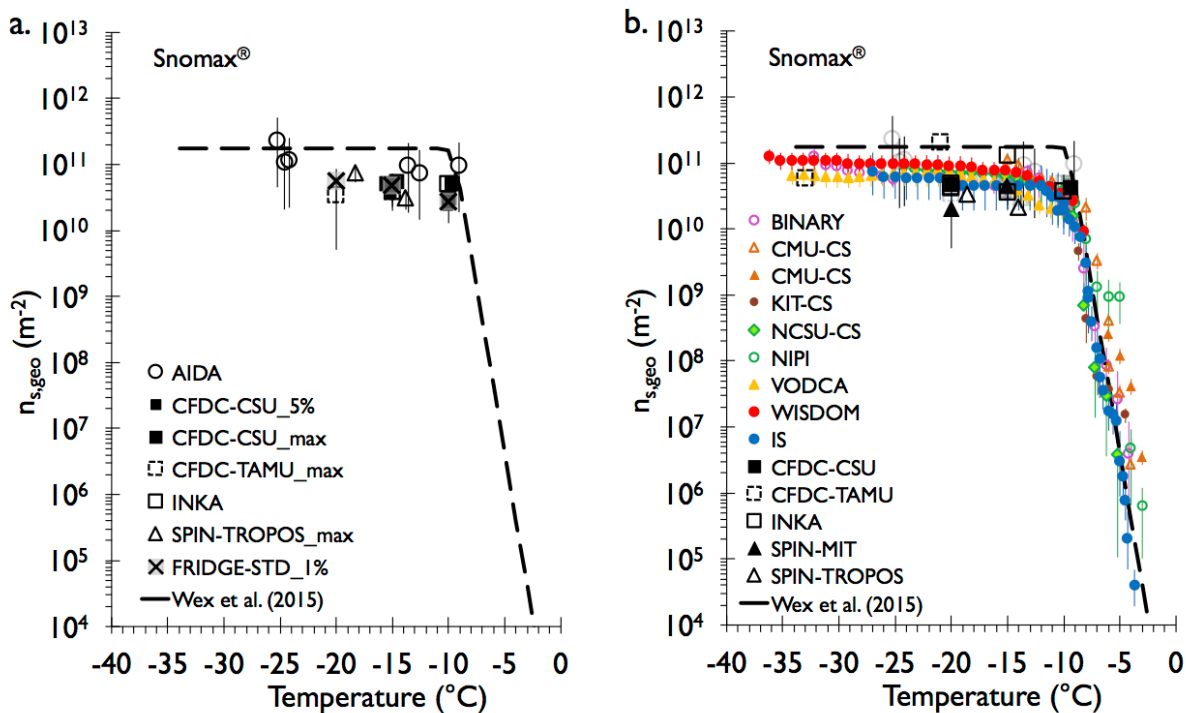 a.
Snomax®
10¹³
10¹²
10¹¹
10¹⁰
10⁹
10⁸
10⁷
10⁶
10⁵
10⁴
n_s,geo (m⁻²)
AIDA
CFDC-CSU_5%
CFDC-CSU_max
CFDC-TAMU_max
INKA
SPIN-TROPOS_max
FRIDGE-STD_1%
Wex et al. (2015)
-40 -35 -30 -25 -20 -15 -10 -5 0
Temperature (°C)
b.
Snomax®
10¹³
10¹²
10¹¹
10¹⁰
10⁹
10⁸
10⁷
10⁶
10⁵
10⁴
n_s,geo (m⁻²)
BINARY
CMU-CS
CMU-CS
KIT-CS
NCSU-CS
NIPI
VODCA
WISDOM
IS
CFDC-CSU
CFDC-TAMU
INKA
SPIN-MIT
SPIN-TROPOS
Wex et al. (2015)
-40 -35 -30 -25 -20 -15 -10 -5 0
Temperature (°C)